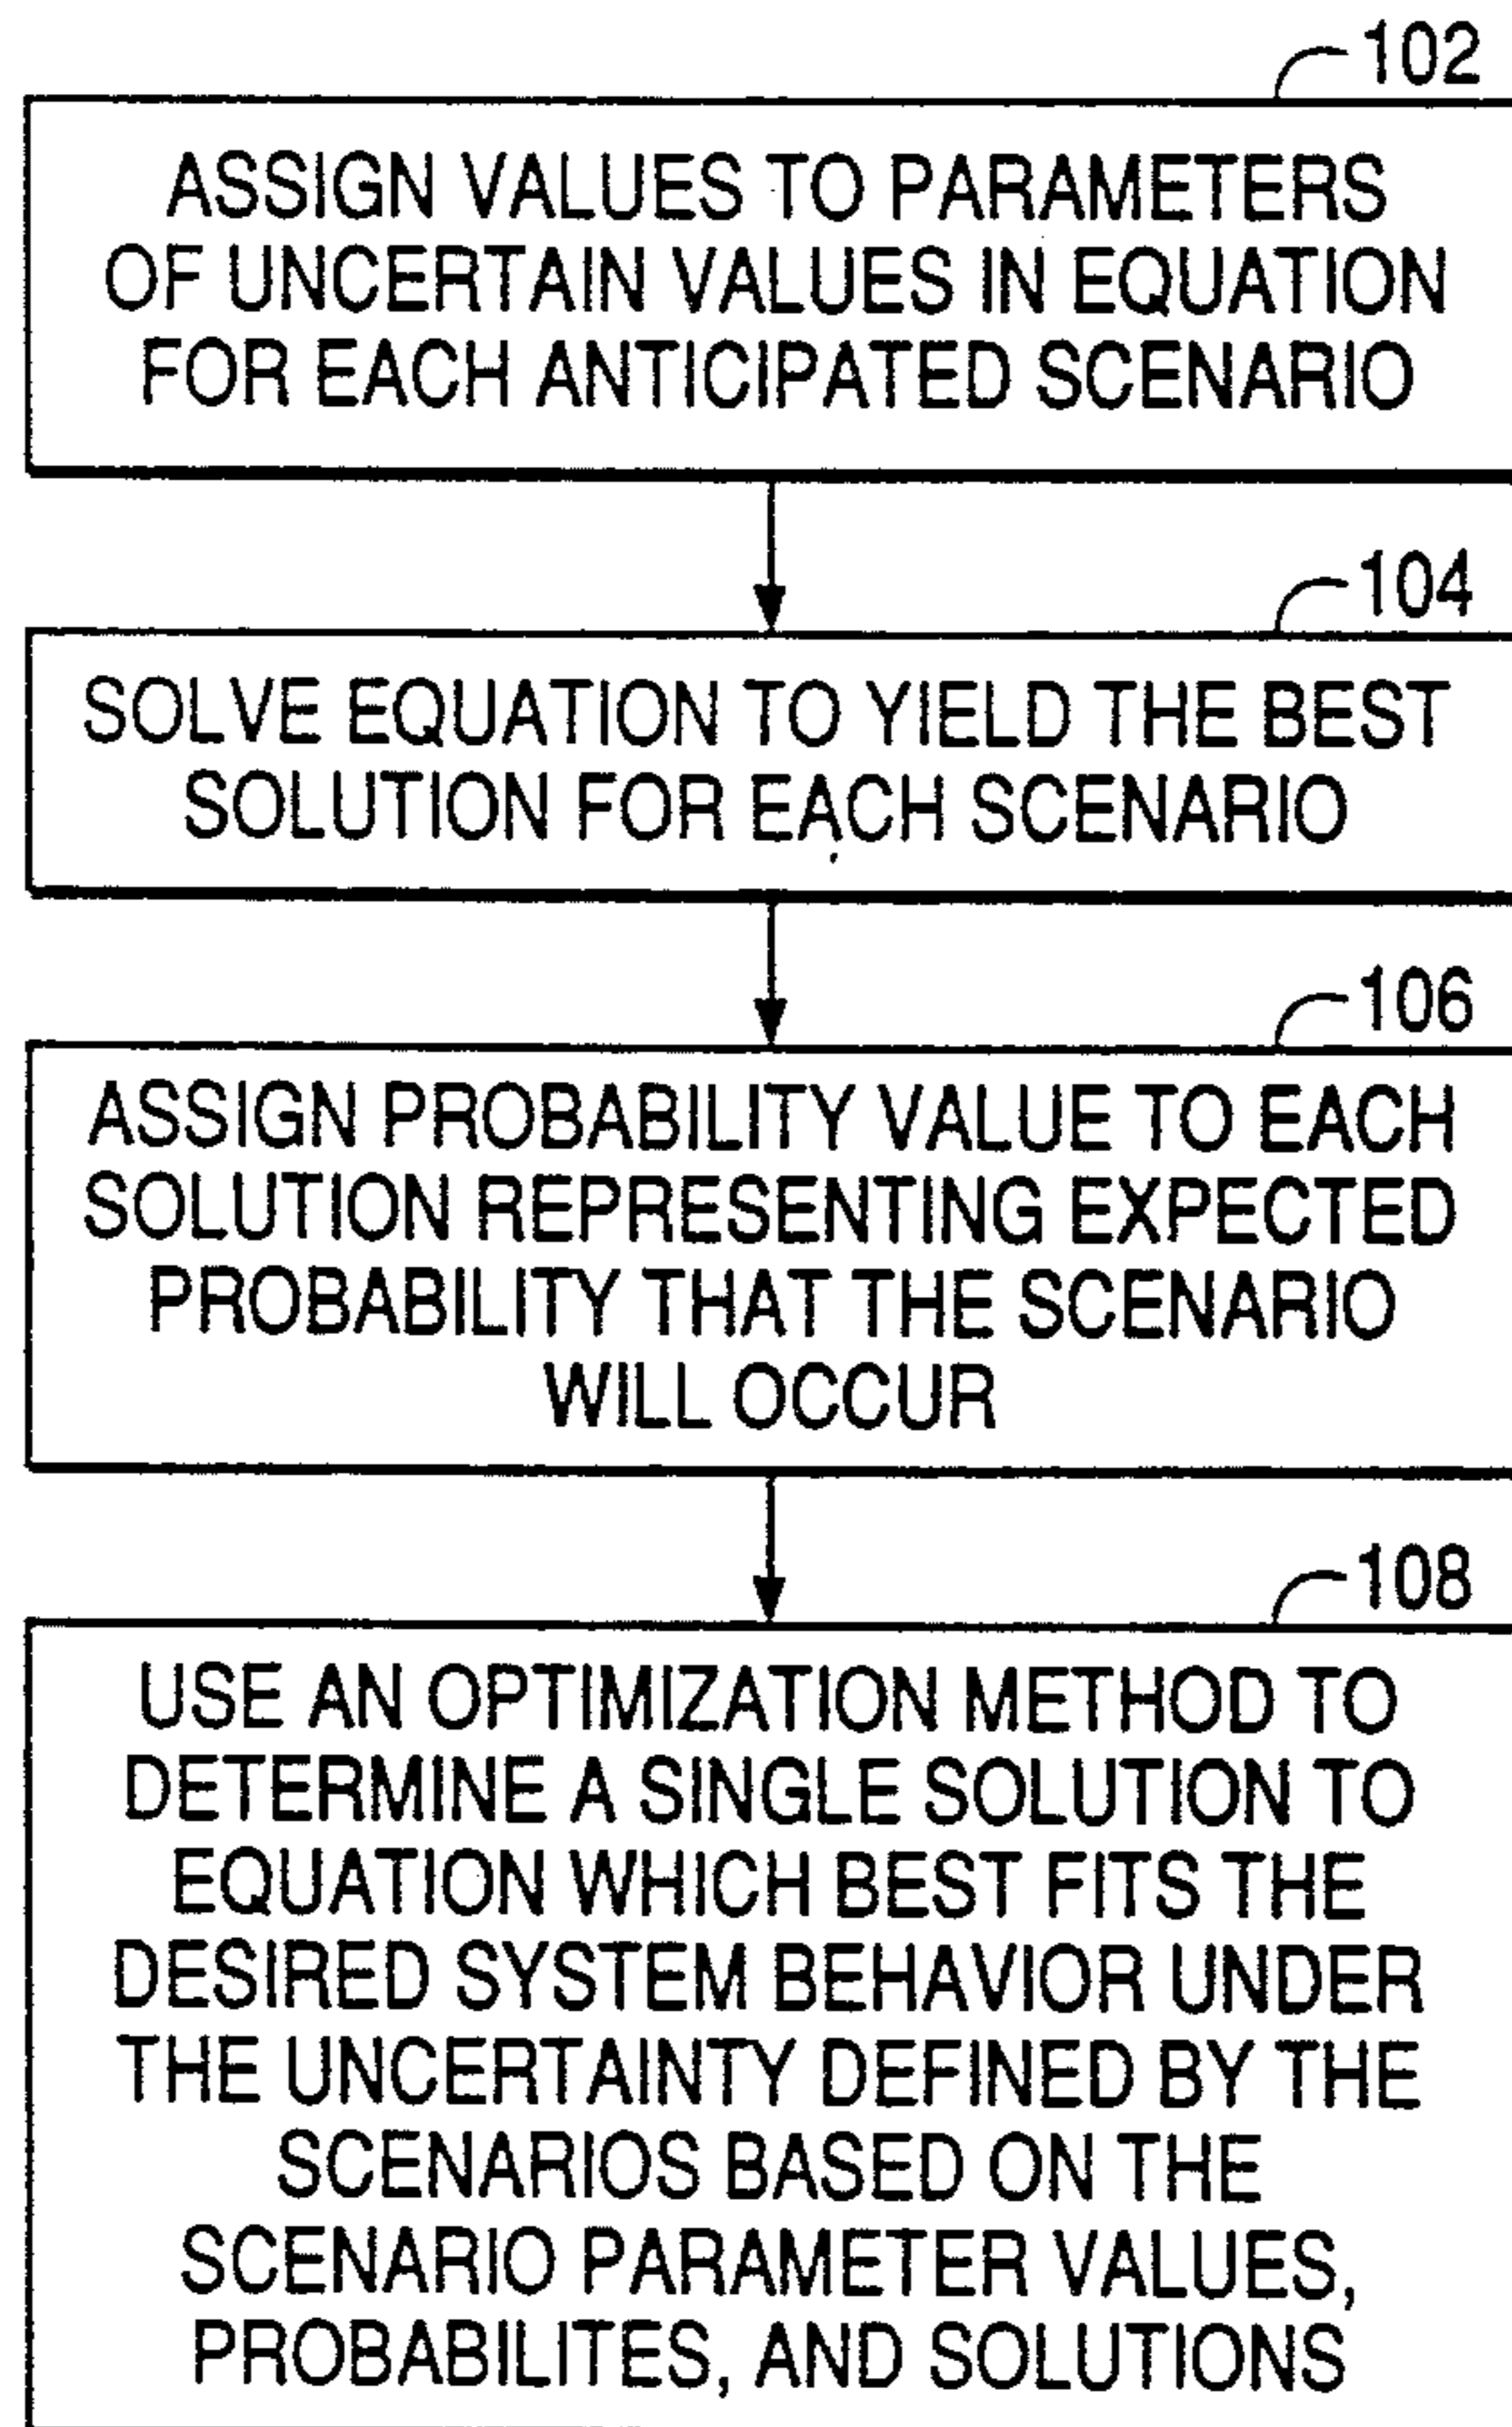 102
ASSIGN VALUES TO PARAMETERS
OF UNCERTAIN VALUES IN EQUATION
FOR EACH ANTICIPATED SCENARIO
104
SOLVE EQUATION TO YIELD THE BEST
SOLUTION FOR EACH SCENARIO
106
ASSIGN PROBABILITY VALUE TO EACH
SOLUTION REPRESENTING EXPECTED
PROBABILITY THAT THE SCENARIO
WILL OCCUR
108
USE AN OPTIMIZATION METHOD TO
DETERMINE A SINGLE SOLUTION TO
EQUATION WHICH BEST FITS THE
DESIRED SYSTEM BEHAVIOR UNDER
THE UNCERTAINTY DEFINED BY THE
SCENARIOS BASED ON THE
SCENARIO PARAMETER VALUES,
PROBABILITES, AND SOLUTIONS